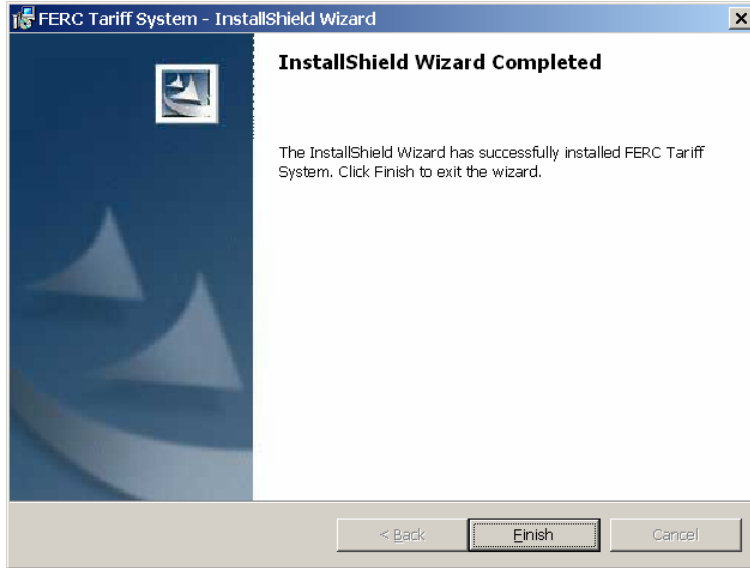 FERC Tariff System - InstallShield Wizard
InstallShield Wizard Completed
The InstallShield Wizard has successfully installed FERC Tariff
System. Click Finish to exit the wizard.
< Back
Finish
Cancel